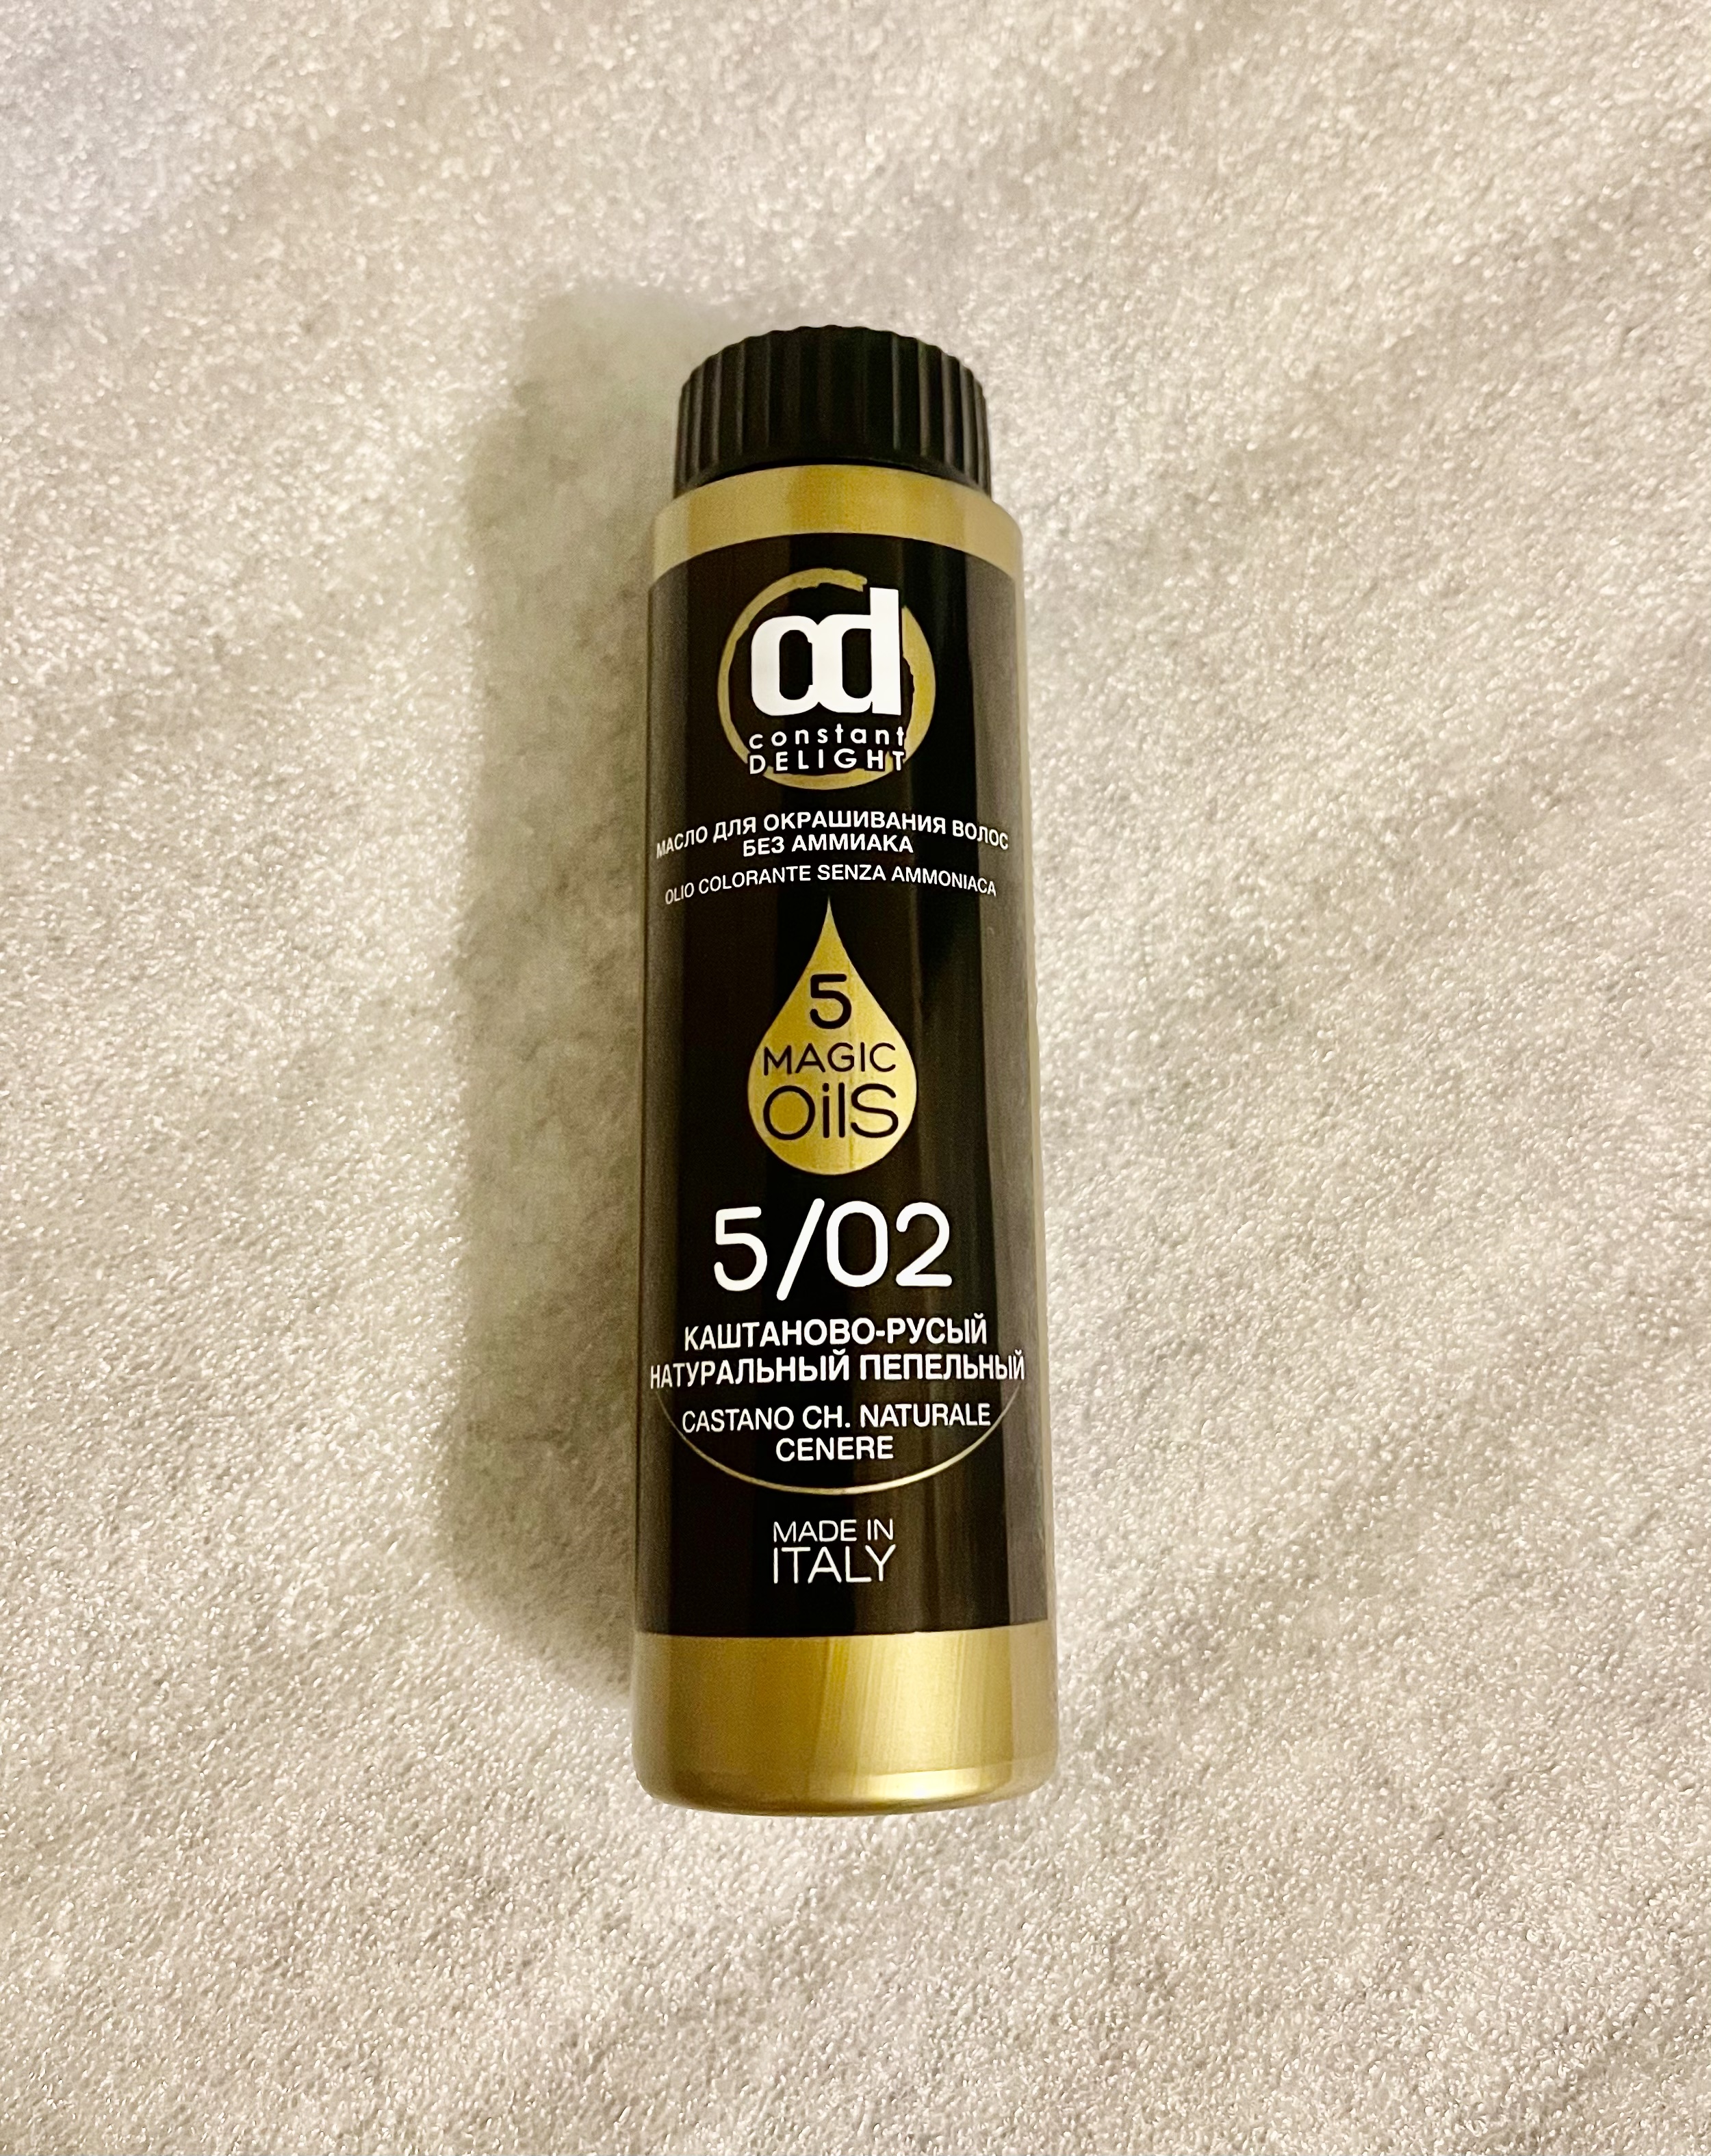 cd
constant
DELIGHT
МАСЛО ДЛЯ ОКРАШИВАНИЯ ВОЛОС
БЕЗ АММИАКА
OLIO COLORANTE SENZA AMMONIACA
5
MAGIC
OilS
5/02
КАШТАНОВО-РУСЫЙ
НАТУРАЛЬНЫЙ ПЕПЕЛЬНЫЙ
CASTANO CH. NATURALE
CENERE
MADE IN
ITALY